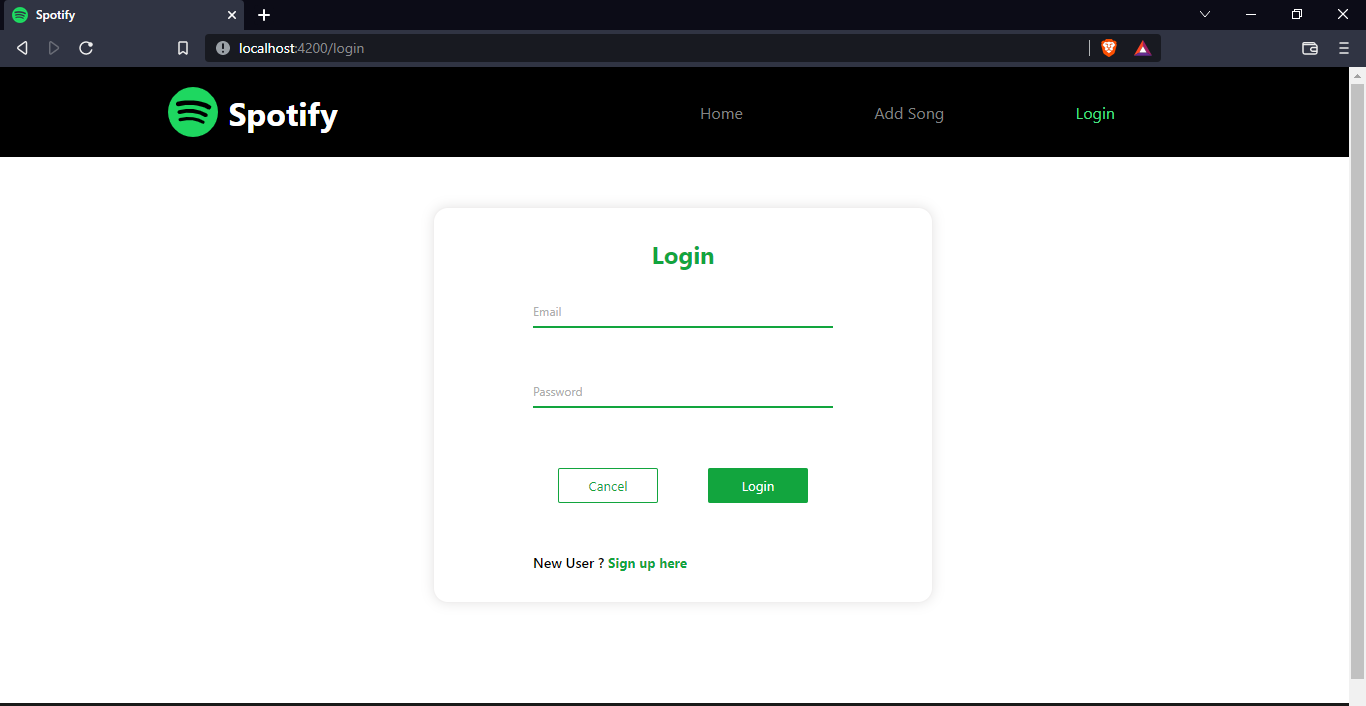 Spotify
localhost:4200/login
Spotify
Home
Add Song
Login
Login
Email
Password
Cancel
Login
New User ? Sign up here